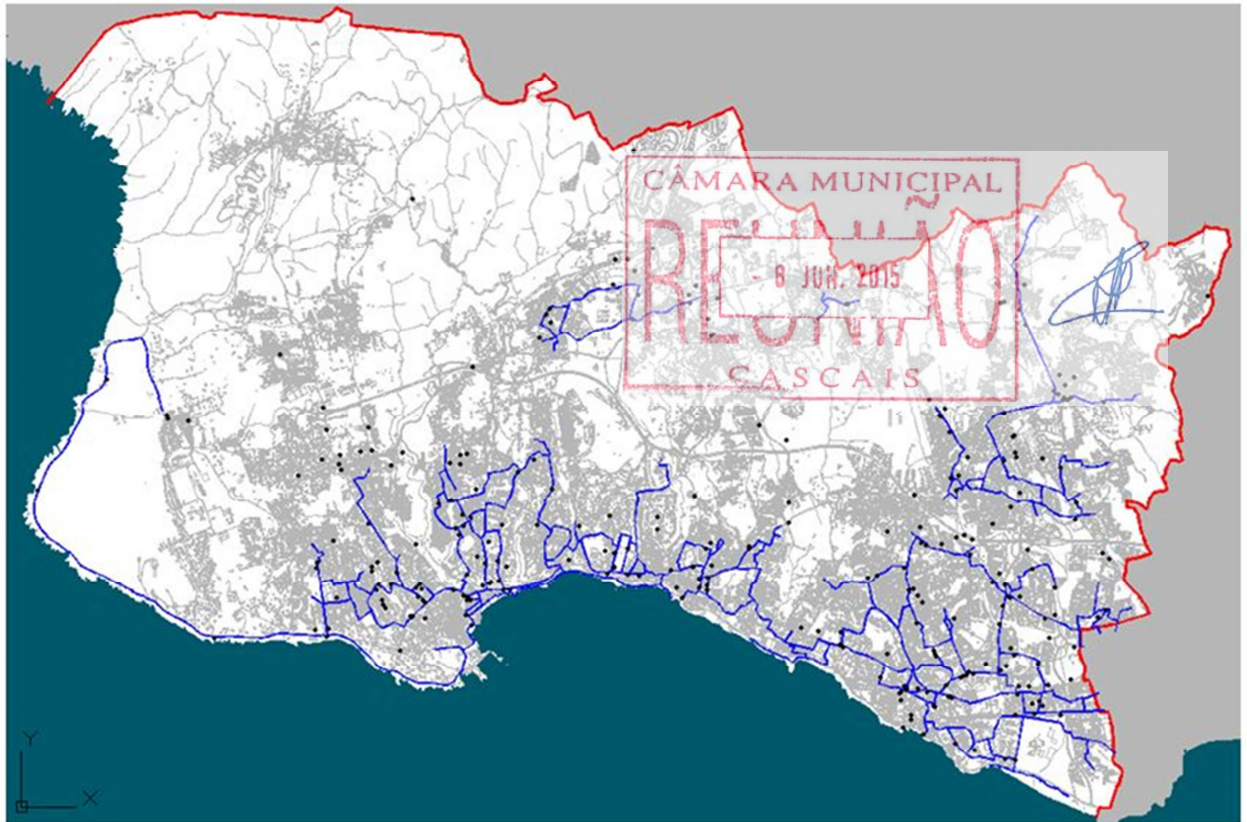 CÂMARA MUNICIPAL
REUNIÃO
- 8 JUN. 2015
CASCAIS
Y
X